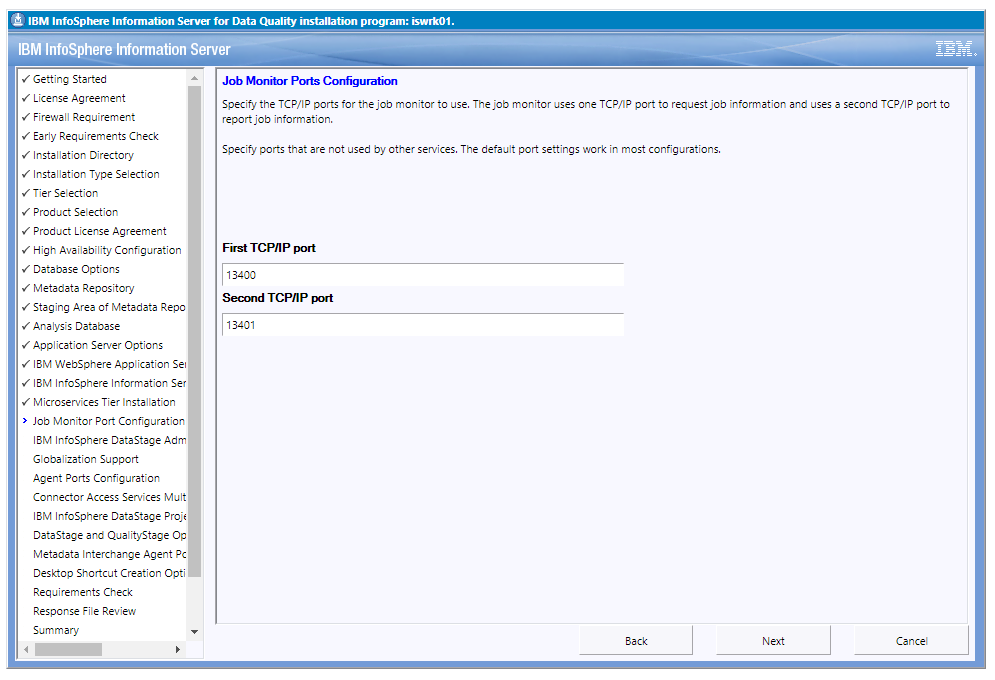 IBM InfoSphere Information Server for Data Quality installation program: iswrk01.
IBM InfoSphere Information Server
IBM.
Getting Started
License Agreement
Firewall Requirement
Early Requirements Check
Installation Directory
Installation Type Selection
Tier Selection
Product Selection
Product License Agreement
High Availability Configuration
Database Options
Metadata Repository
Staging Area of Metadata Repo
Analysis Database
Application Server Options
IBM WebSphere Application Ser
IBM InfoSphere Information Ser
Microservices Tier Installation
Job Monitor Port Configuration
IBM InfoSphere DataStage Adm
Globalization Support
Agent Ports Configuration
Connector Access Services Mult
IBM InfoSphere DataStage Proje
DataStage and QualityStage Op
Metadata Interchange Agent Po
Desktop Shortcut Creation Opti
Requirements Check
Response File Review
Summary
Job Monitor Ports Configuration
Specify the TCP/IP ports for the job monitor to use. The job monitor uses one TCP/IP port to request job information and uses a second TCP/IP port to
report job information.
Specify ports that are not used by other services. The default port settings work in most configurations.
First TCP/IP port
13400
Second TCP/IP port
13401
Back
Next
Cancel